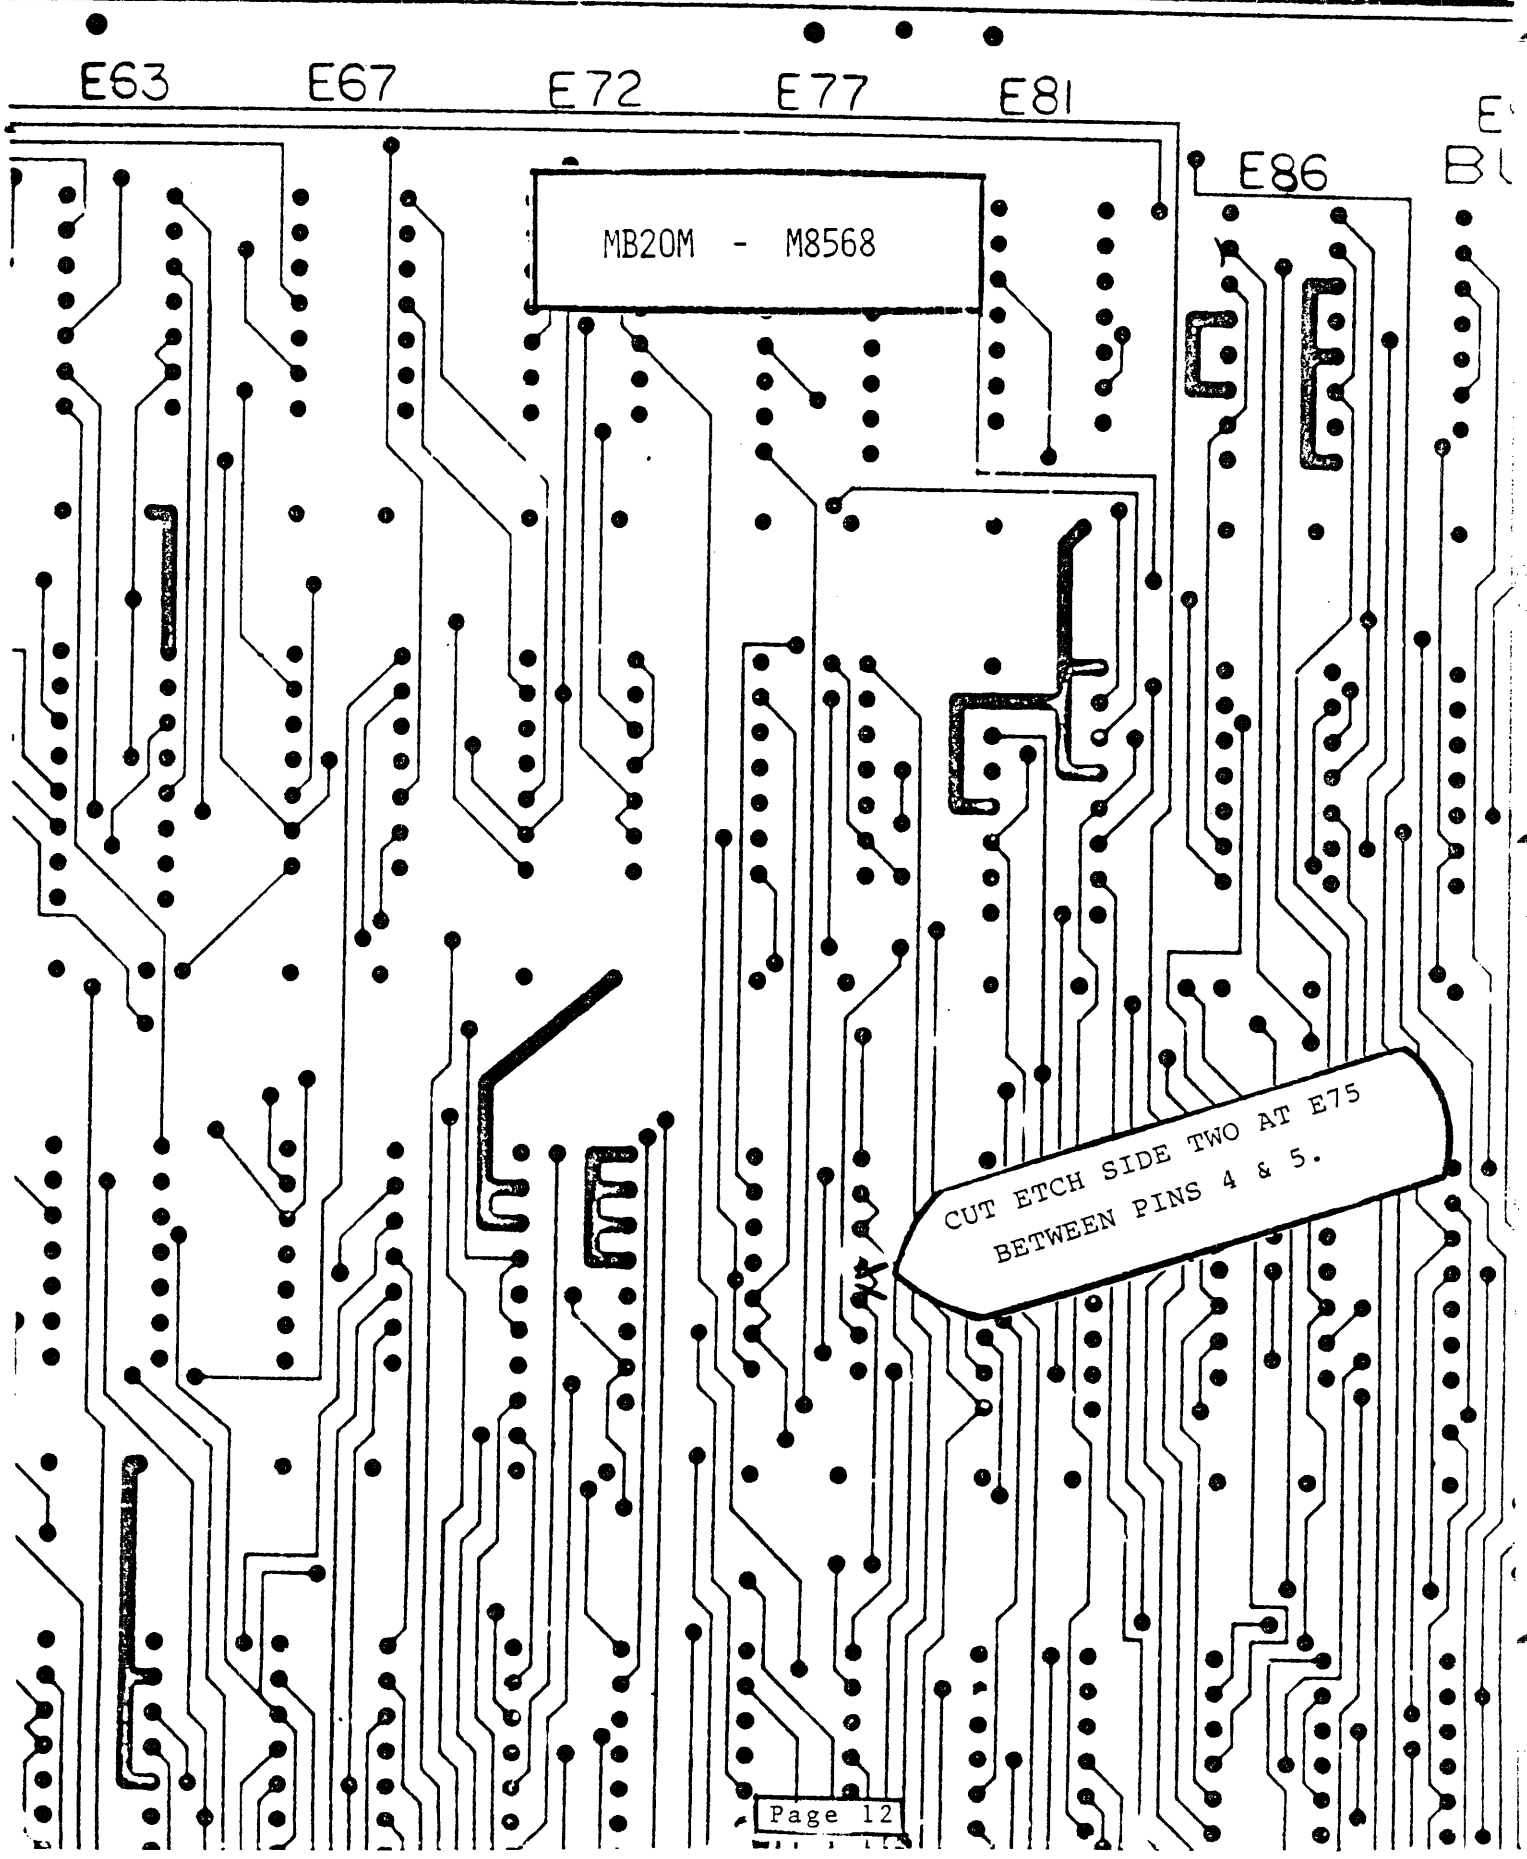 E63 E67 E72 E77 E81
E86
MB20M - M8568
CUT ETCH SIDE TWO AT E75
BETWEEN PINS 4 & 5.
Page 12